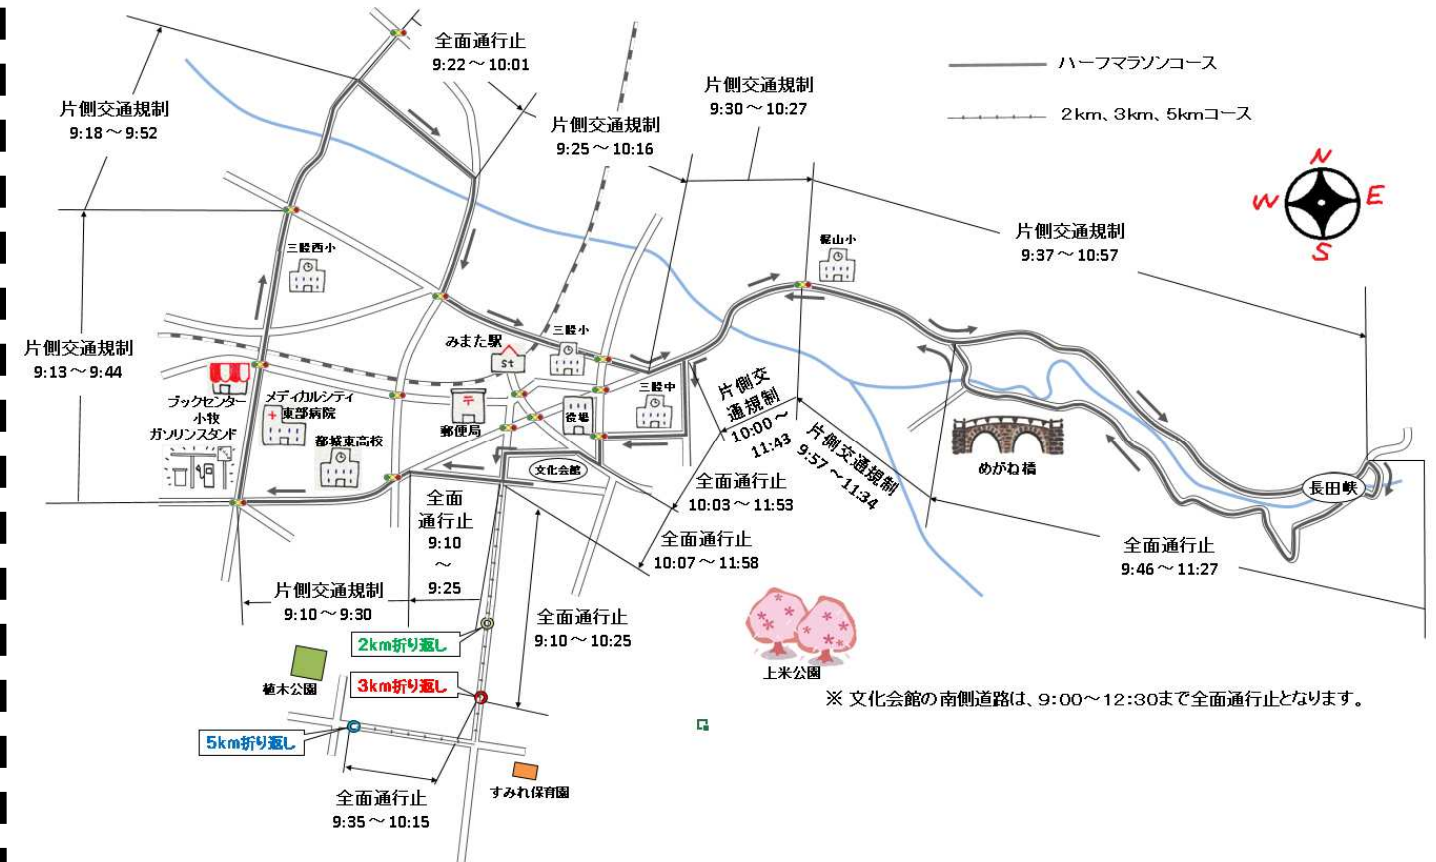 全面通行止
9:22～10:01
片側交通規制
9:18～9:52
片側交通規制
9:25～10:16
片側交通規制
9:30～10:27
ハーフマラソンコース
2km、3km、5kmコース
N
W
E
S
片側交通規制
9:37～10:57
三股西小
梶山小
片側交通規制
9:13～9:44
みまた駅
St
三股小
ブックセンター
小牧
ガソリンスタンド
メディカルシティ
東部病院
都城東高校
〒
郵便局
役場
三股中
文化会館
片側交
通規制
10:00～
11:43
片側交通規制
9:57～11:34
めがね橋
長田峡
全面通行止
10:03～11:53
全面通行止
10:07～11:58
全面通行止
9:46～11:27
全面
通行止
9:10
～
9:25
片側交通規制
9:10～9:30
全面通行止
9:10～10:25
2km折り返し
3km折り返し
5km折り返し
植木公園
上米公園
※ 文化会館の南側道路は、9:00～12:30まで全面通行止となります。
すみれ保育園
全面通行止
9:35～10:15